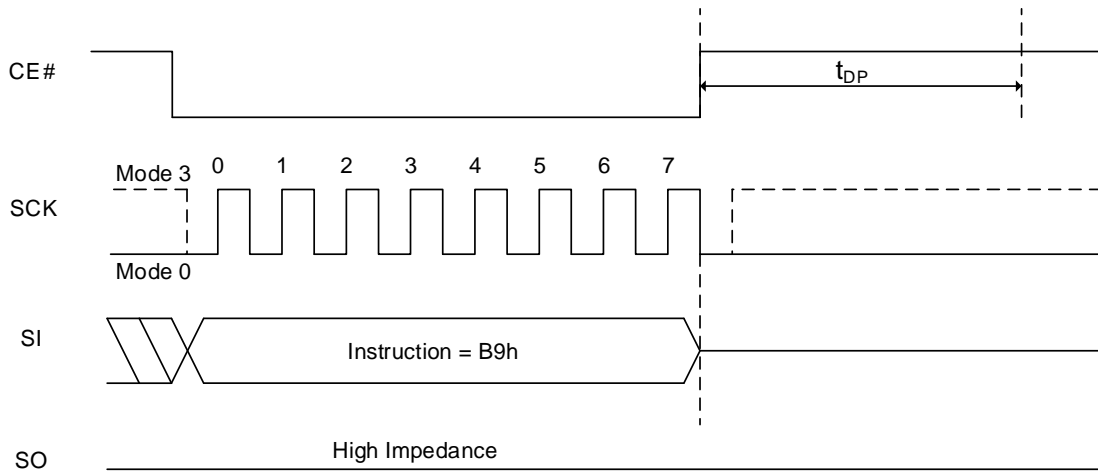 CE#
tDP
Mode 3
0 1 2 3 4 5 6 7
SCK
Mode 0
SI
Instruction = B9h
High Impedance
SO